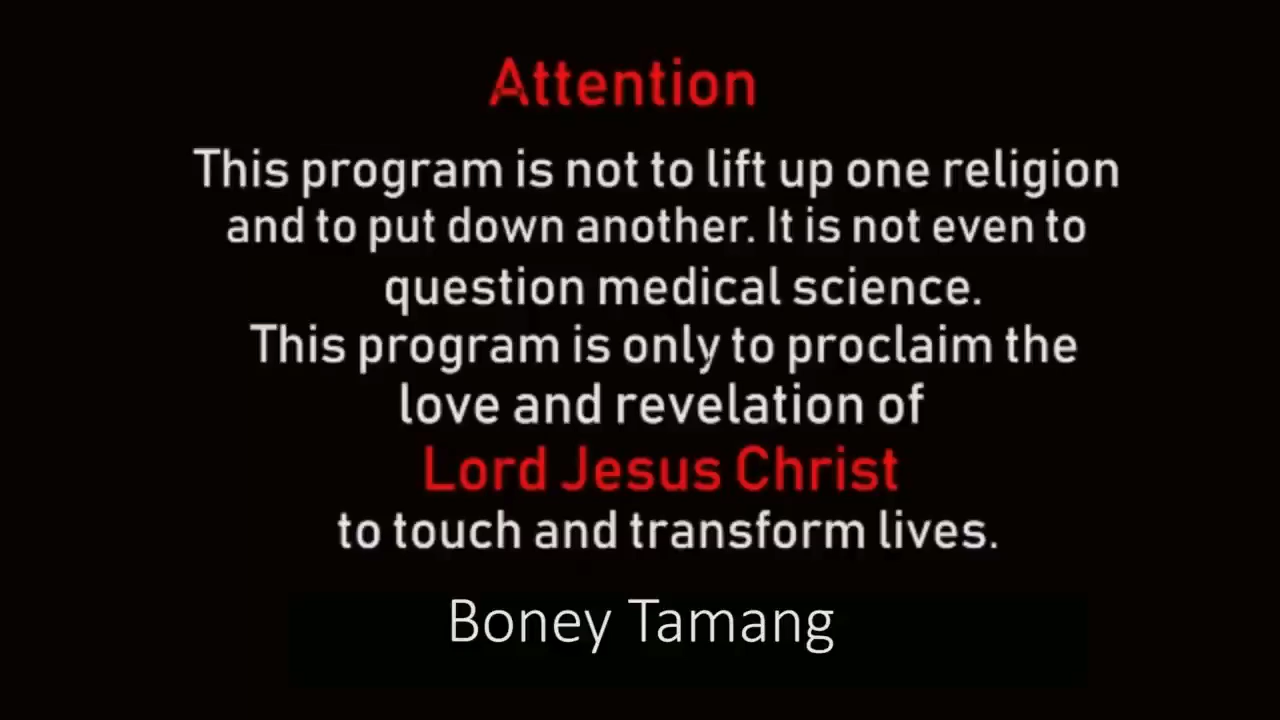 Attention
This program is not to lift up one religion
and to put down another. It is not even to
question medical science.
This program is only to proclaim the
love and revelation of
Lord Jesus Christ
to touch and transform lives.
Boney Tamang